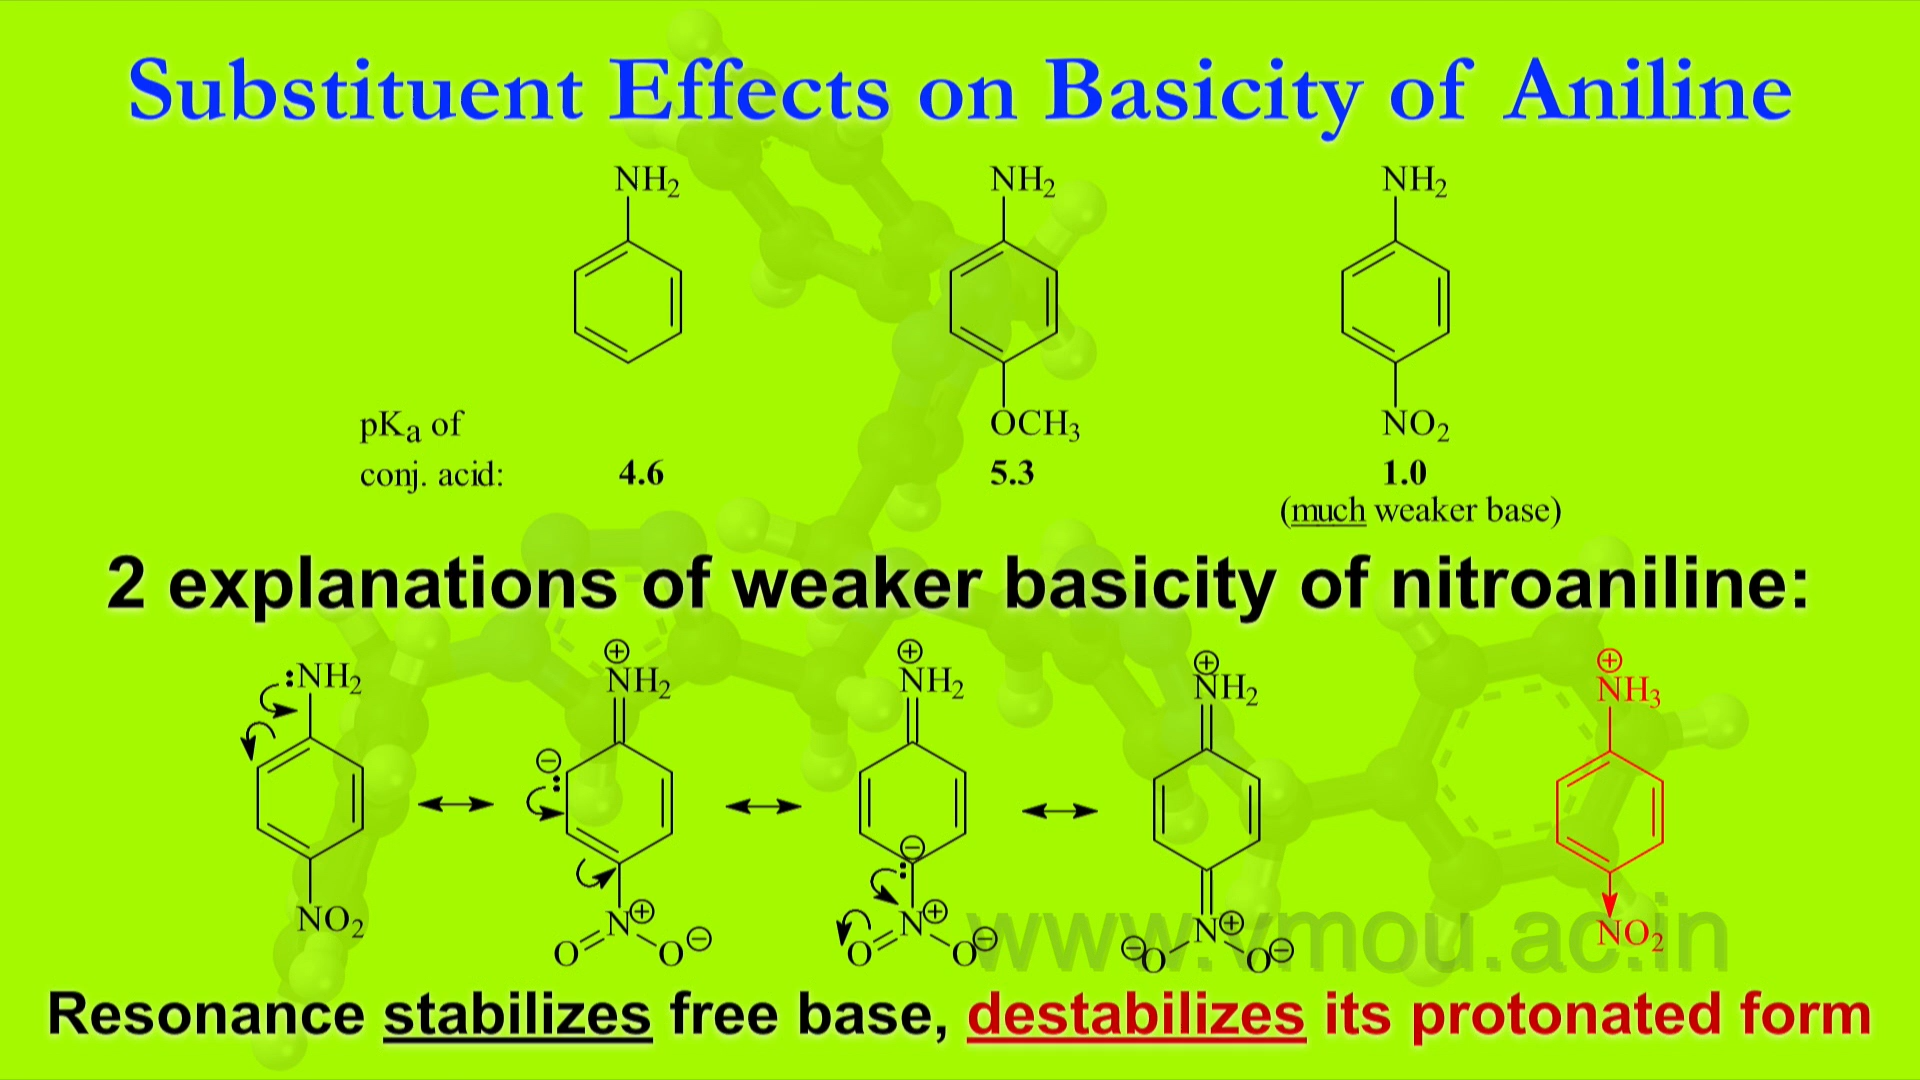 Substituent Effects on Basicity of Aniline
NH₂ NH₂ NH₂
OCH₃ NO₂
pKa of
conj. acid: 4.6 5.3 1.0
(much weaker base)
2 explanations of weaker basicity of nitroaniline:
⊕ ⊕ ⊕ ⊕
:NH₂ NH₂ NH₂ NH₂ NH₃
⊖
⊖
NO₂ N⊕ N⊕ N⊕ NO₂
O O⊖ O O⊖ ⊖O O⊖
www.vmou.ac.in
Resonance stabilizes free base, destabilizes its protonated form